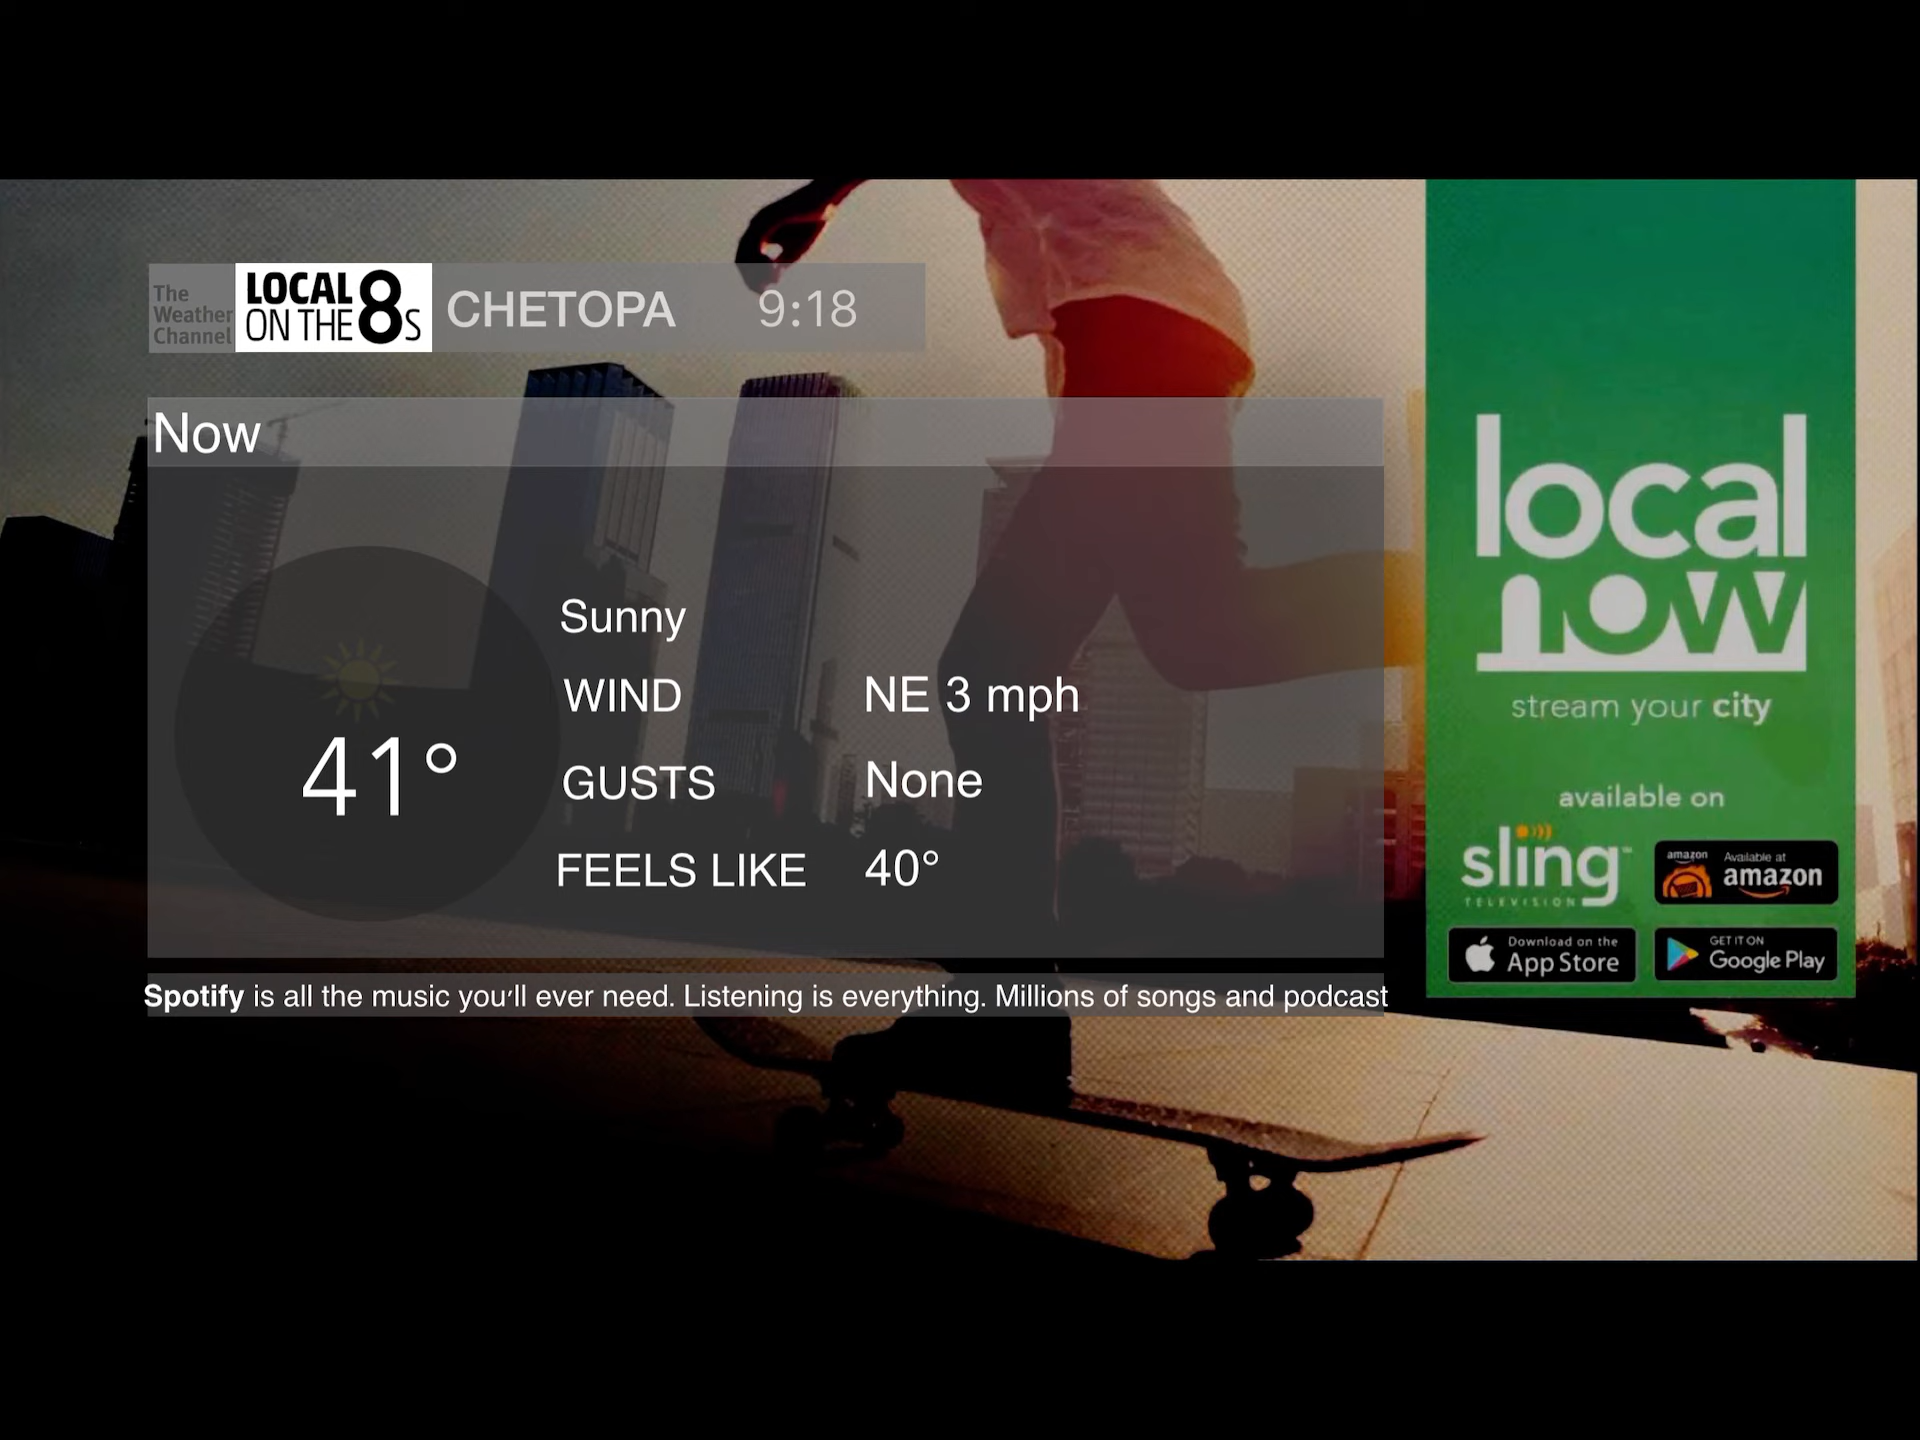 The
Weather
Channel
LOCAL
ON THE 8s
CHETOPA 9:18
Now
41°
Sunny
WIND NE 3 mph
GUSTS None
FEELS LIKE 40°
Spotify is all the music you’ll ever need. Listening is everything. Millions of songs and podcast
local
now
stream your city
available on
sling
TELEVISION
amazon
Available at
amazon
Download on the
App Store
GET IT ON
Google Play